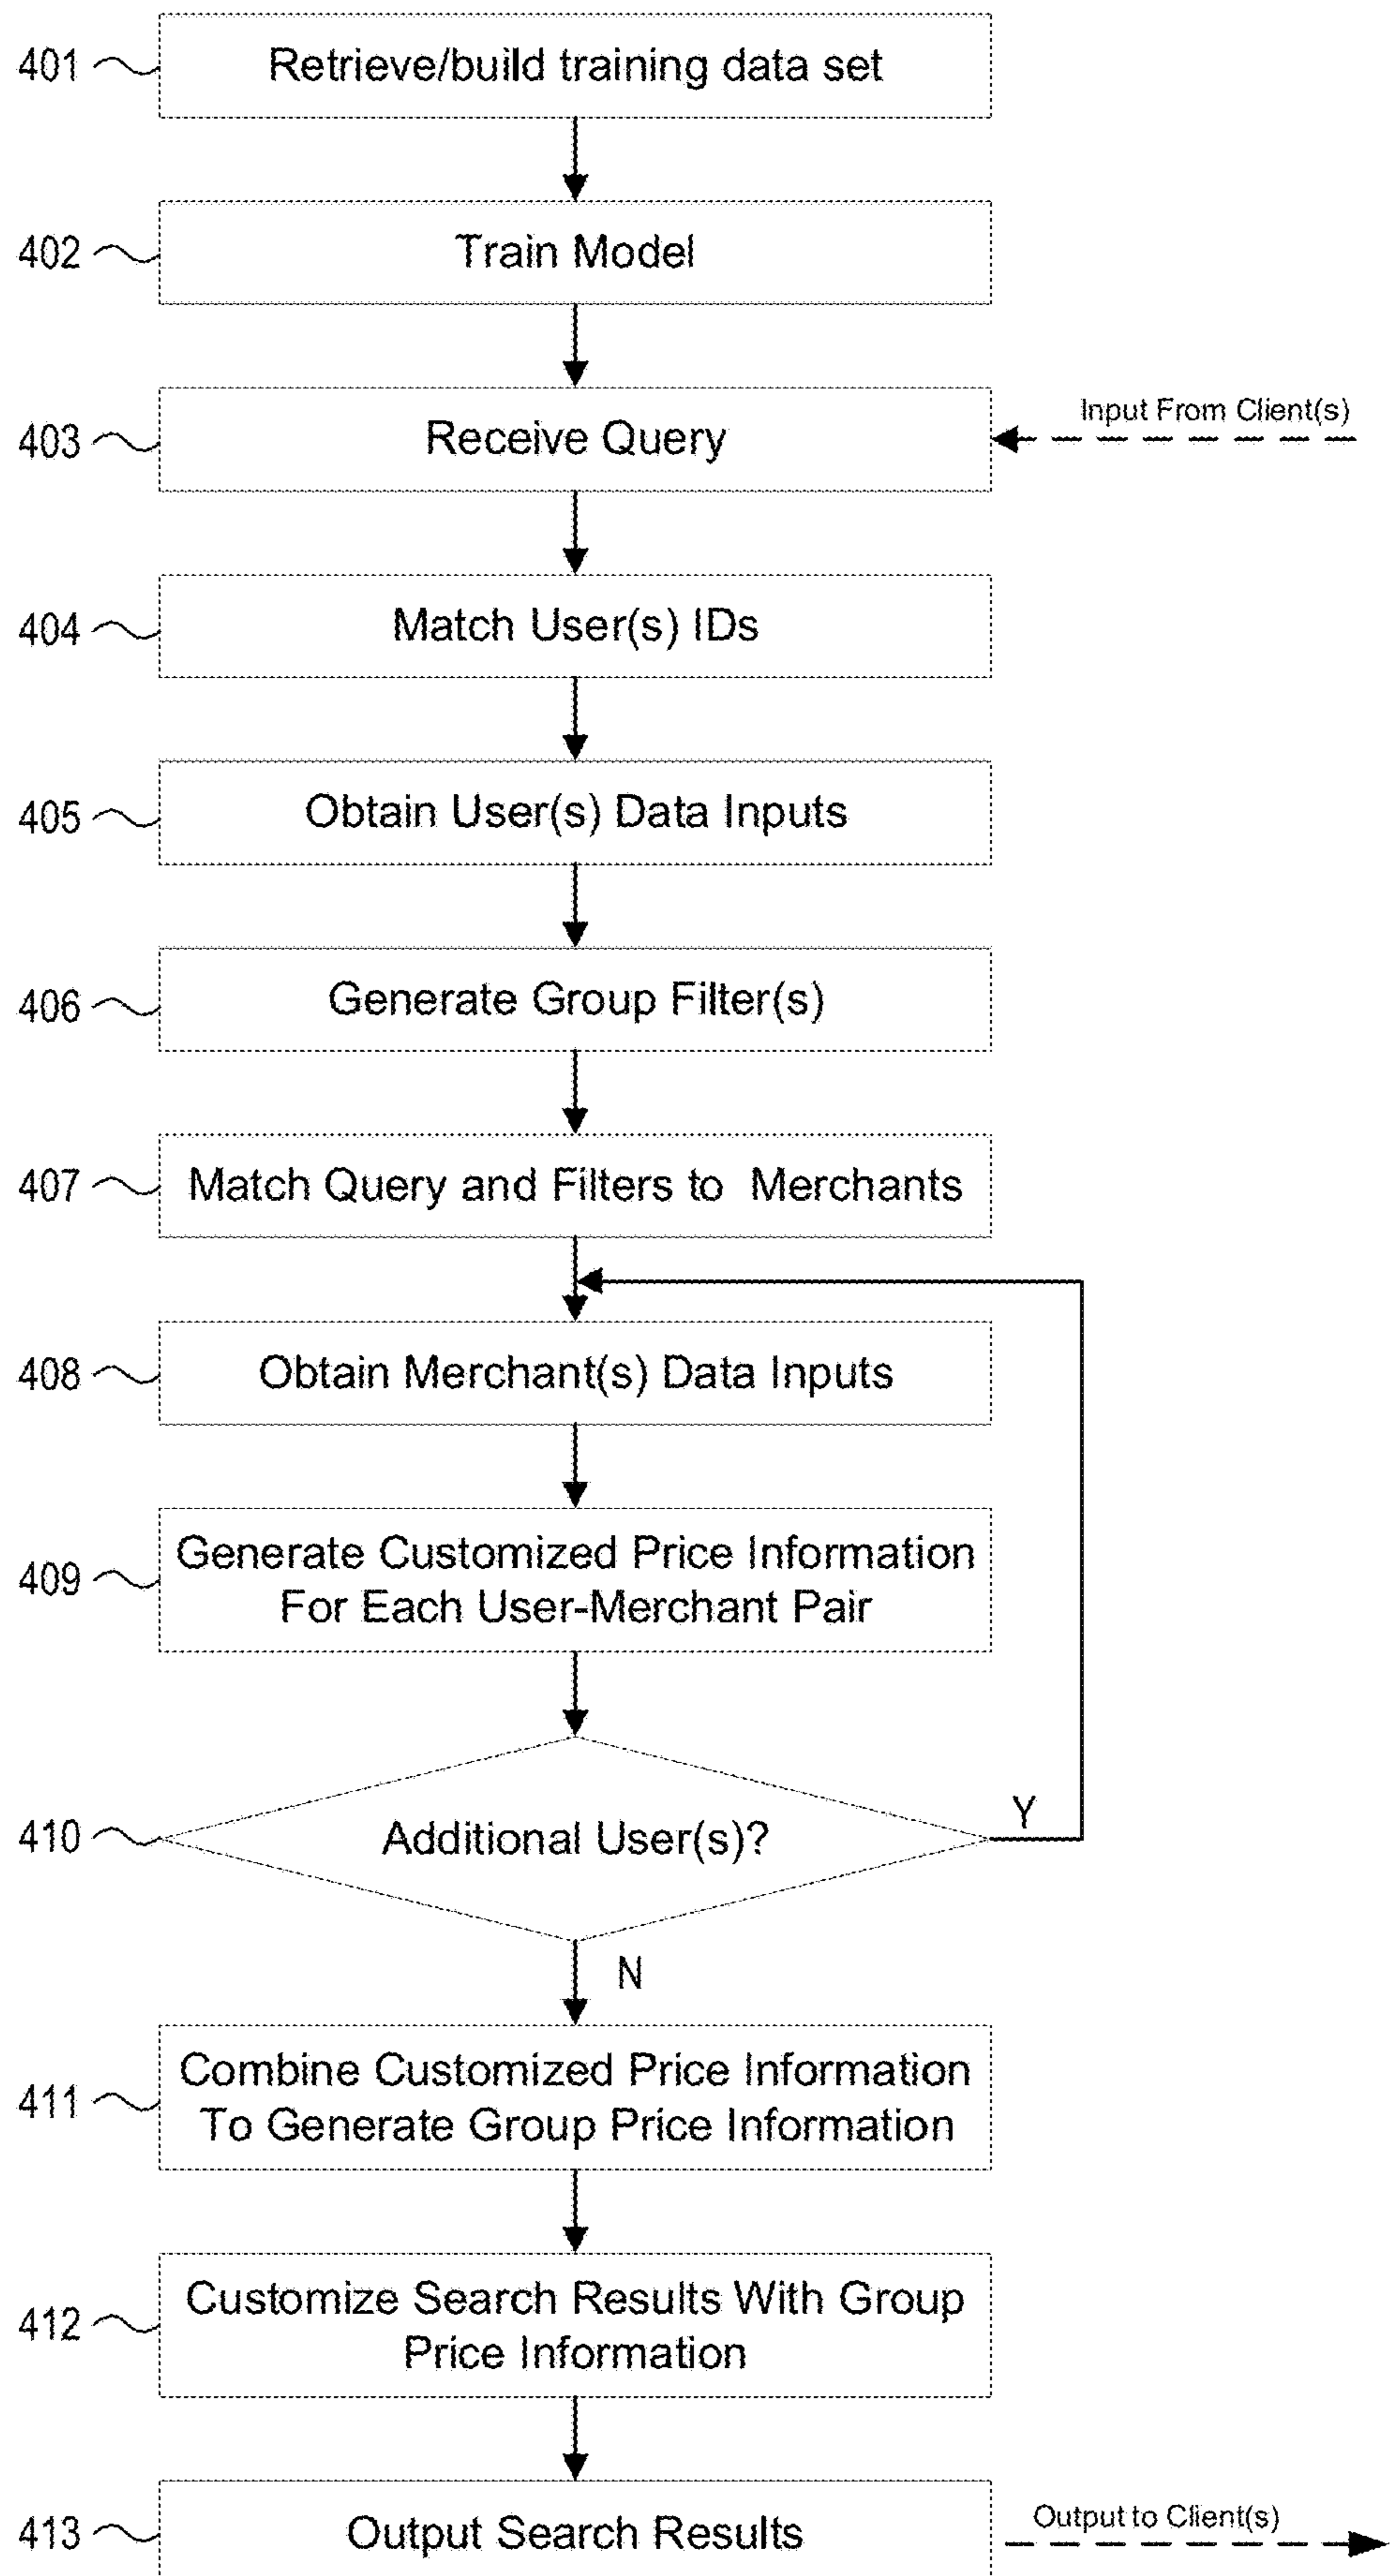 401
Retrieve/build training data set
402
Train Model
403
Receive Query
Input From Client(s)
404
Match User(s) IDs
405
Obtain User(s) Data Inputs
406
Generate Group Filter(s)
407
Match Query and Filters to Merchants
408
Obtain Merchant(s) Data Inputs
409
Generate Customized Price Information
For Each User-Merchant Pair
410
Additional User(s)?
Y
N
411
Combine Customized Price Information
To Generate Group Price Information
412
Customize Search Results With Group
Price Information
413
Output Search Results
Output to Client(s)